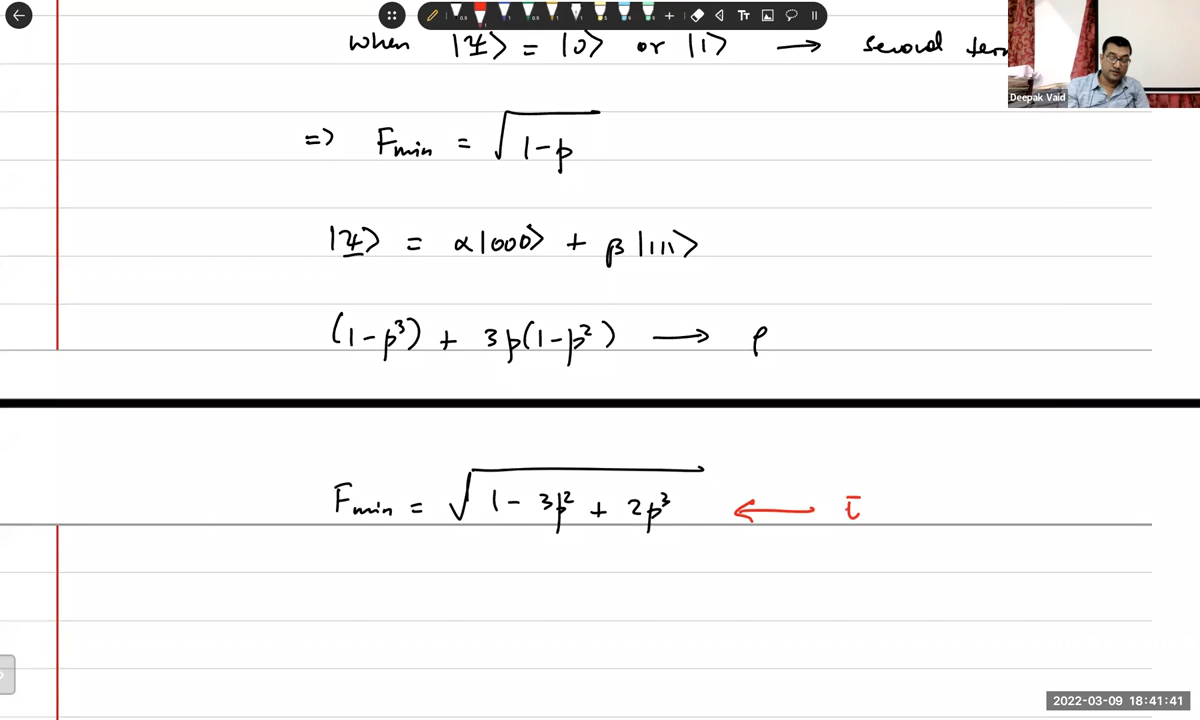 when |Ψ⟩ = |0⟩ or |1⟩ → second
Deepak Vaid
=> Fmin = √(1-p)
|Ψ⟩ = α|000⟩ + β|111⟩
(1-p³) + 3p(1-p²) → ρ
Fmin = √(1 - 3p² + 2p³) ←
2022-03-09 18:41:41